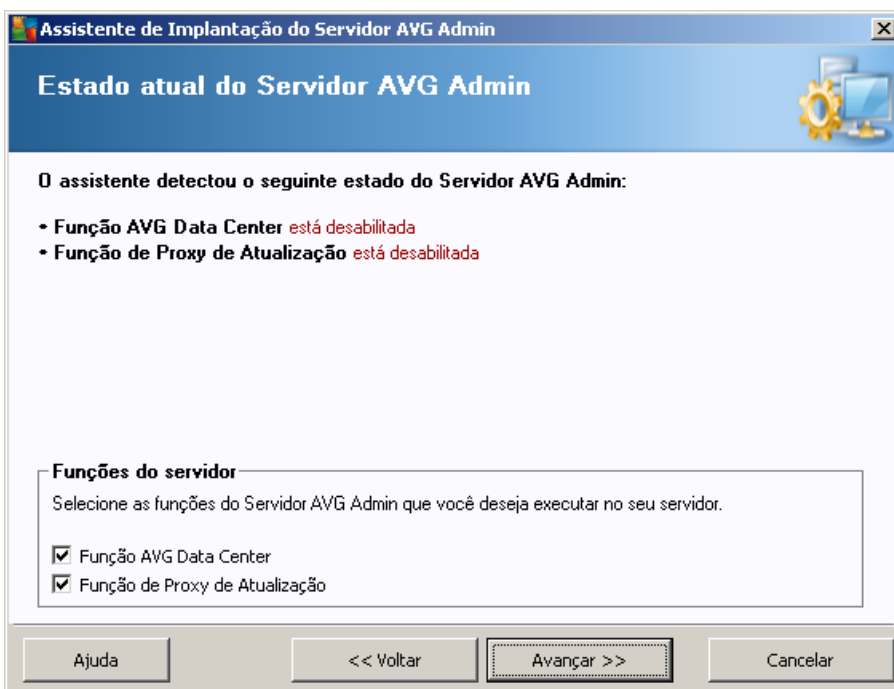 Assistente de Implantação do Servidor AVG Admin
Estado atual do Servidor AVG Admin
O assistente detectou o seguinte estado do Servidor AVG Admin:
• Função AVG Data Center está desabilitada
• Função de Proxy de Atualização está desabilitada
Funções do servidor
Selecione as funções do Servidor AVG Admin que você deseja executar no seu servidor.
Função AVG Data Center
Função de Proxy de Atualização
Ajuda
<< Voltar
Avançar >>
Cancelar